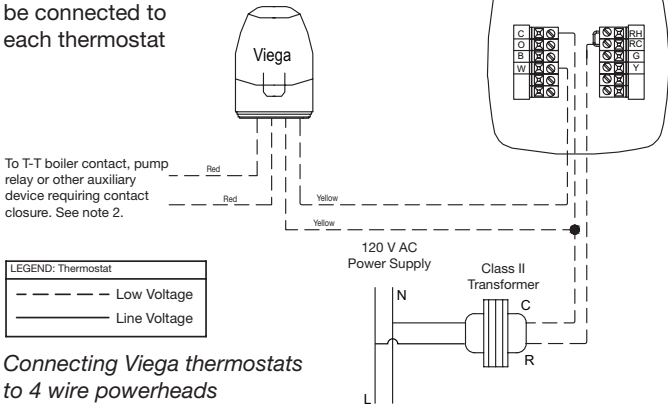 be connected to
each thermostat
Viega
C
O
B
W
RH
RC
G
Y
To T-T boiler contact, pump
relay or other auxiliary
device requiring contact
closure. See note 2.
Red
Red
Yellow
Yellow
120 V AC
Power Supply
Class II
Transformer
N
C
R
L
LEGEND: Thermostat
Low Voltage
Line Voltage
Connecting Viega thermostats
to 4 wire powerheads